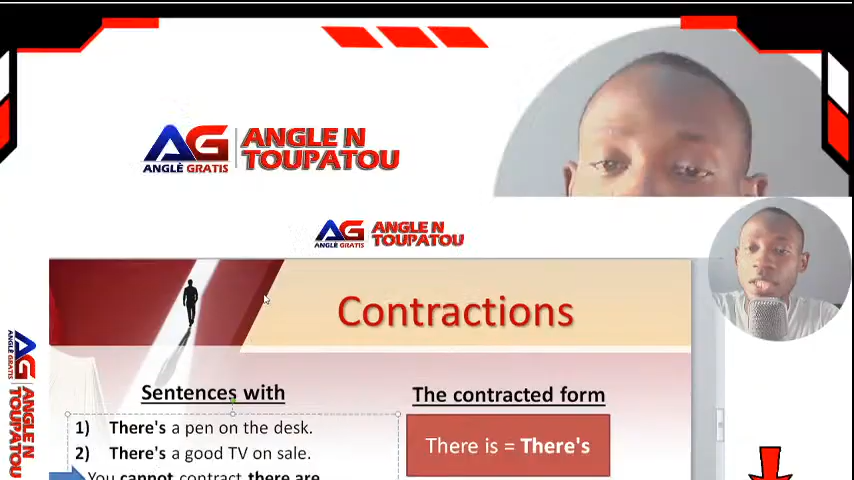 AG
ANGLÈ GRATIS
ANGLE N
TOUPATOU
AG
ANGLÈ GRATIS
ANGLE N
TOUPATOU
Contractions
Sentences with
1) There's a pen on the desk.
2) There's a good TV on sale.
You cannot contract there are
The contracted form
There is = There's
AG
ANGLÈ GRATIS
ANGLE N
TOUPATOU